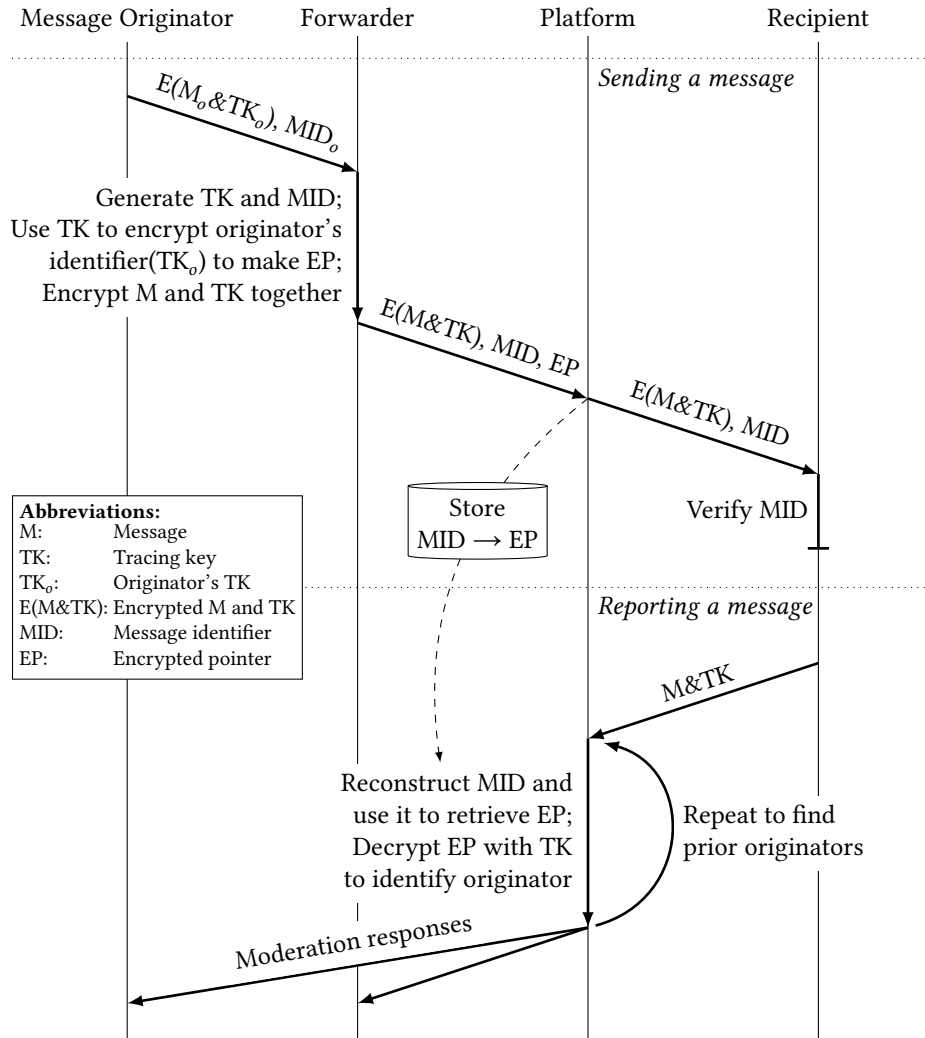 Message Originator
Forwarder
Platform
Recipient
Sending a message
E(Mₒ&TKₒ), MIDₒ
Generate TK and MID;
Use TK to encrypt originator’s
identifier(TKₒ) to make EP;
Encrypt M and TK together
E(M&TK), MID, EP
E(M&TK), MID
Store
MID → EP
Verify MID
Abbreviations:
M: Message
TK: Tracing key
TKₒ: Originator’s TK
E(M&TK): Encrypted M and TK
MID: Message identifier
EP: Encrypted pointer
Reporting a message
M&TK
Reconstruct MID and
use it to retrieve EP;
Decrypt EP with TK
to identify originator
Repeat to find
prior originators
Moderation responses